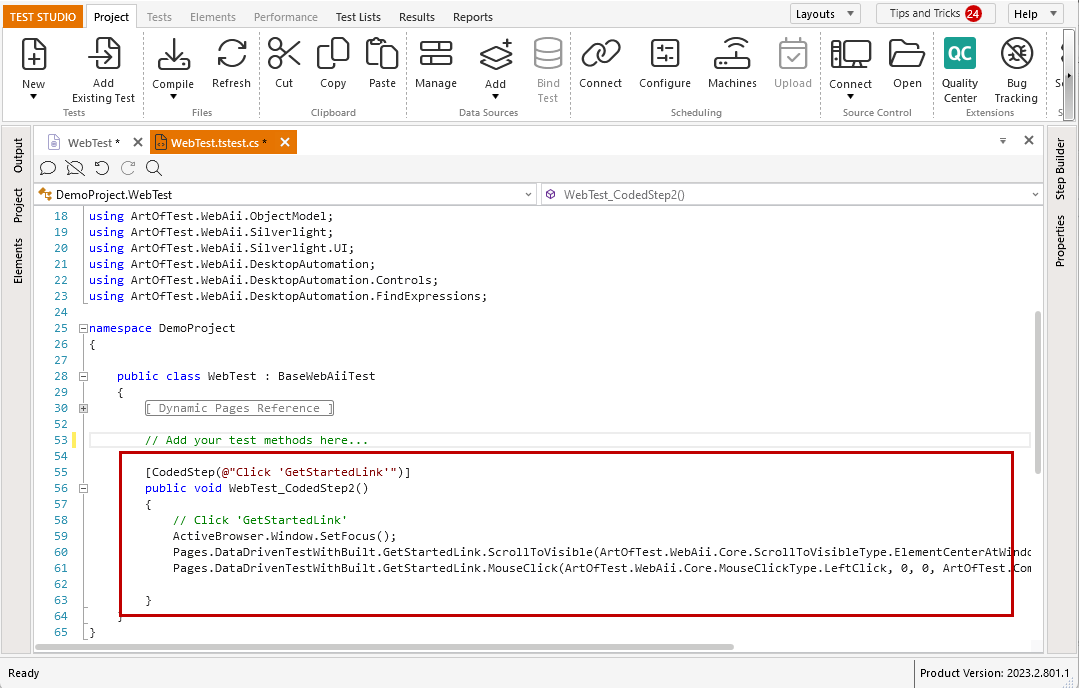 TEST STUDIO Project Tests Elements Performance Test Lists Results Reports Layouts Tips and Tricks 24 Help
New Add Existing Test Compile Refresh Cut Copy Paste Manage Add Bind Test Connect Configure Machines Upload Connect Open QC Quality Center Bug Tracking
Tests Files Clipboard Data Sources Scheduling Source Control Extensions
Output
Project
Elements
WebTest * WebTest.tstest.cs *
DemoProject.WebTest WebTest_CodedStep2()
18 using ArtOfTest.WebAii.ObjectModel;
19 using ArtOfTest.WebAii.Silverlight;
20 using ArtOfTest.WebAii.Silverlight.UI;
21 using ArtOfTest.WebAii.DesktopAutomation;
22 using ArtOfTest.WebAii.DesktopAutomation.Controls;
23 using ArtOfTest.WebAii.DesktopAutomation.FindExpressions;
24
25 namespace DemoProject
26 {
27
28 public class WebTest : BaseWebAiiTest
29 {
30 [ Dynamic Pages Reference ]
52
53 // Add your test methods here...
54
55 [CodedStep(@"Click 'GetStartedLink'")]
56 public void WebTest_CodedStep2()
57 {
58 // Click 'GetStartedLink'
59 ActiveBrowser.Window.SetFocus();
60 Pages.DataDrivenTestWithBuilt.GetStartedLink.ScrollToVisible(ArtOfTest.WebAii.Core.ScrollToVisibleType.ElementCenterAtWindo
61 Pages.DataDrivenTestWithBuilt.GetStartedLink.MouseClick(ArtOfTest.WebAii.Core.MouseClickType.LeftClick, 0, 0, ArtOfTest.Com
62
63 }
64 }
65 }
Step Builder
Properties
Ready Product Version: 2023.2.801.1